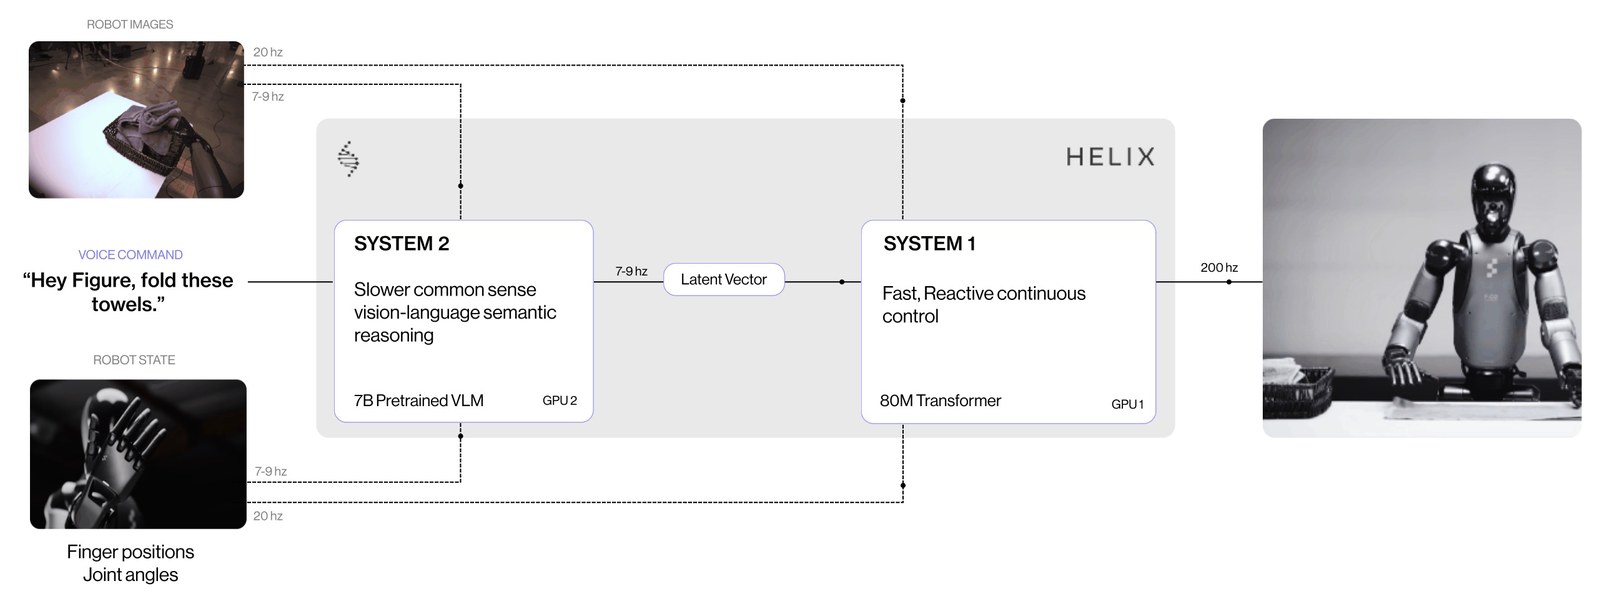 ROBOT IMAGES
20 hz
7-9 hz
HELIX
VOICE COMMAND
“Hey Figure, fold these
towels.”
SYSTEM 2
Slower common sense
vision-language semantic
reasoning
7B Pretrained VLM
GPU 2
7-9 hz
Latent Vector
SYSTEM 1
Fast, Reactive continuous
control
80M Transformer
GPU 1
200 hz
ROBOT STATE
7-9 hz
20 hz
Finger positions
Joint angles